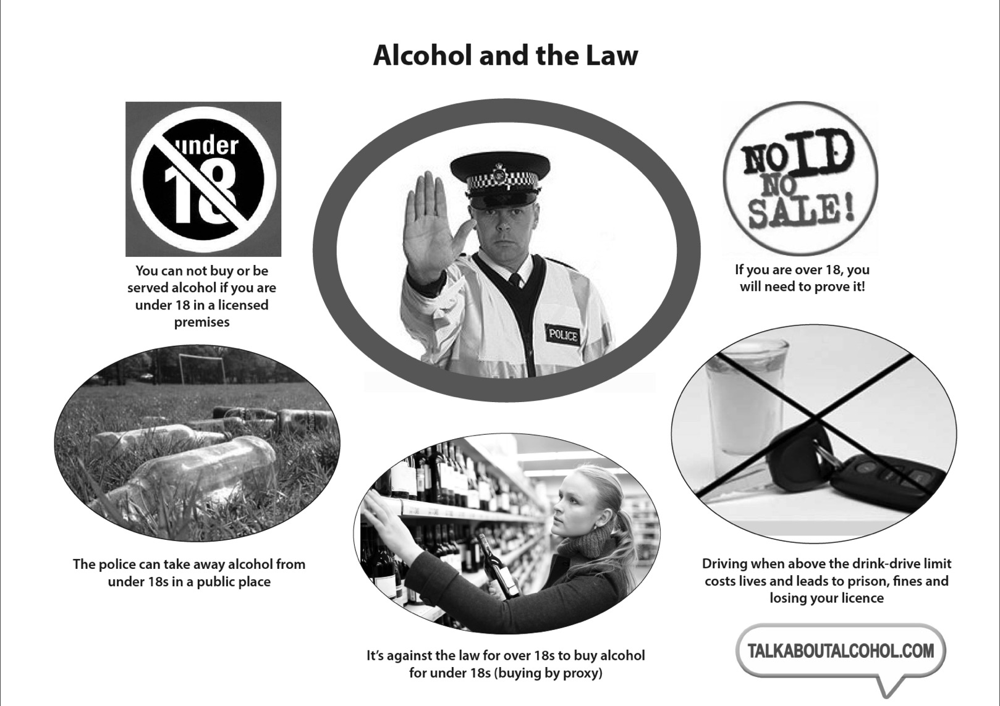 Alcohol and the Law
under
18
You can not buy or be
served alcohol if you are
under 18 in a licensed
premises
POLICE
NO ID
NO
SALE!
If you are over 18, you
will need to prove it!
The police can take away alcohol from
under 18s in a public place
It’s against the law for over 18s to buy alcohol
for under 18s (buying by proxy)
Driving when above the drink-drive limit
costs lives and leads to prison, fines and
losing your licence
TALKABOUTALCOHOL.COM